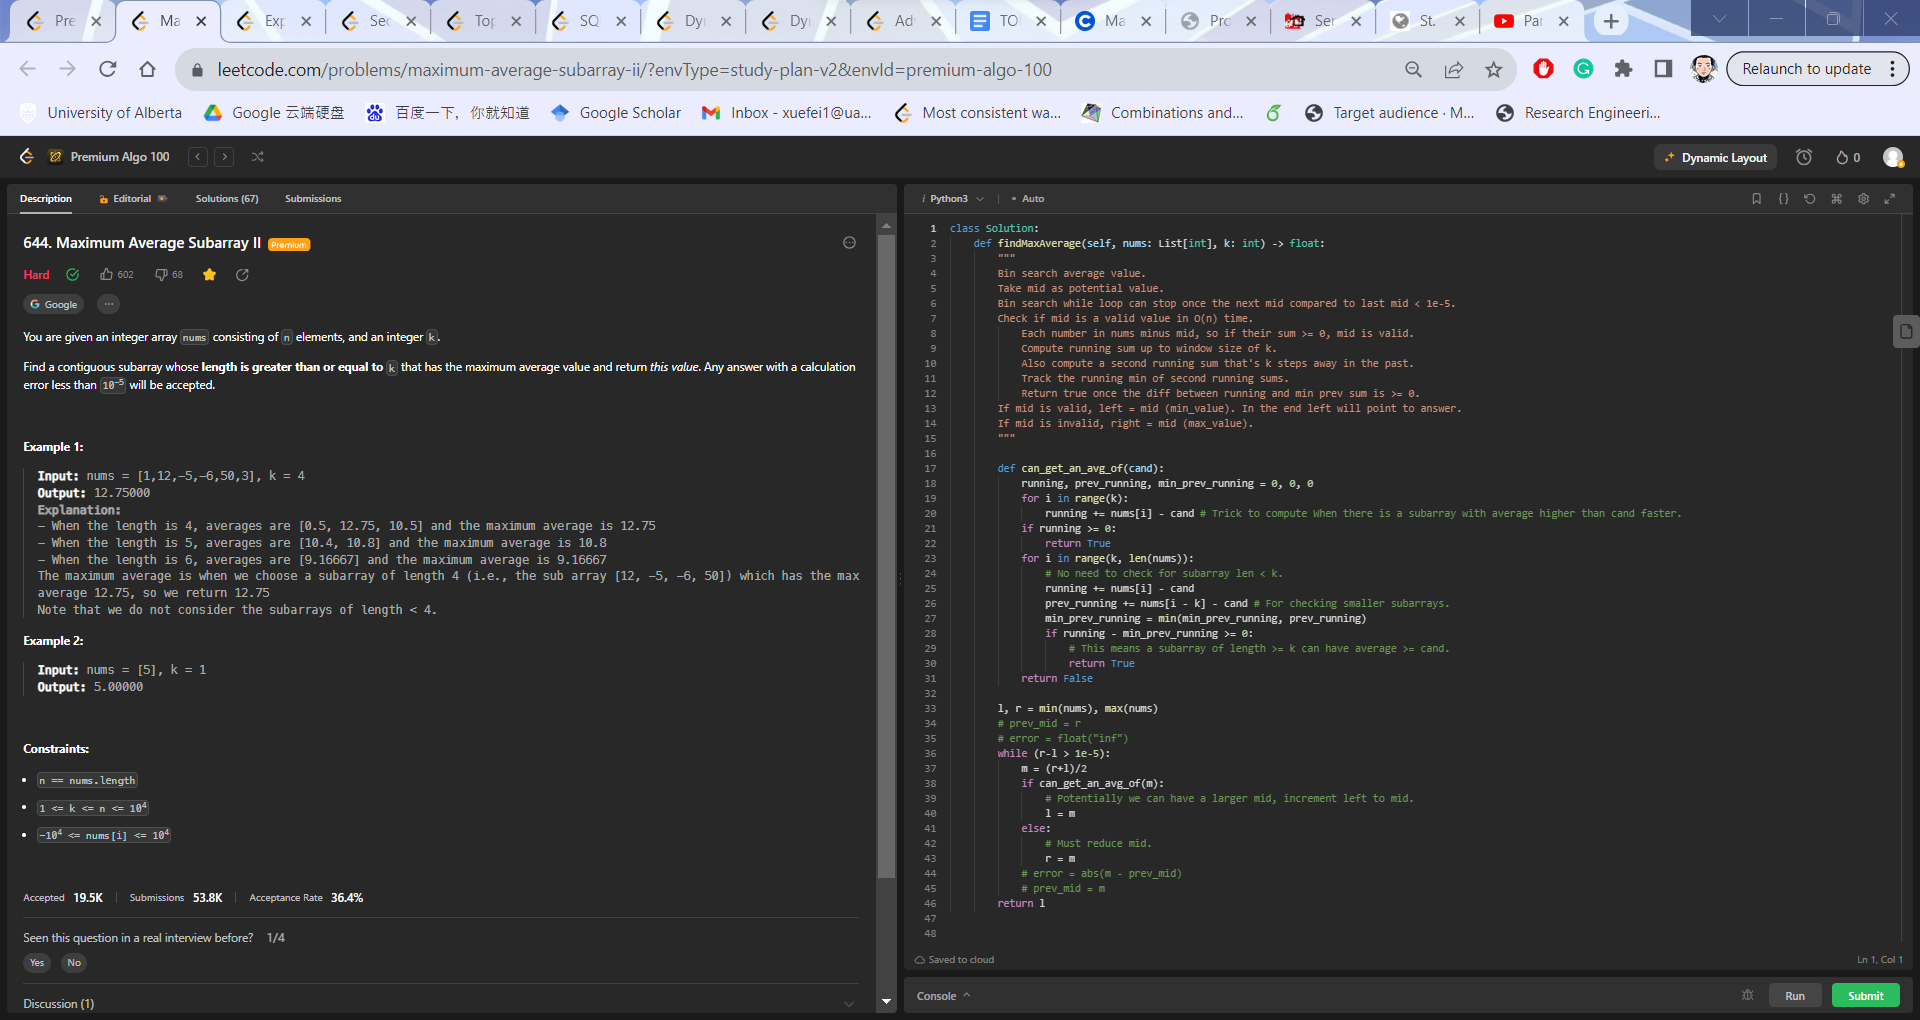 Pre
Ma
Exp
Sec
Top
SQ
Dyn
Dyn
Ad
TO
Ma
Pro
Ser
St.
Par
leetcode.com/problems/maximum-average-subarray-ii/?envType=study-plan-v2&envId=premium-algo-100
Relaunch to update
University of Alberta
Google 云端硬盘
百度一下，你就知道
Google Scholar
Inbox - xuefei1@ua...
Most consistent wa...
Combinations and...
Target audience · M...
Research Engineeri...
Premium Algo 100
Dynamic Layout
0
Description
Editorial
Solutions (67)
Submissions
644. Maximum Average Subarray II Premium
Hard 602 68
Google ...
You are given an integer array nums consisting of n elements, and an integer k.
Find a contiguous subarray whose length is greater than or equal to k that has the maximum average value and return this value. Any answer with a calculation
error less than 10⁻⁵ will be accepted.
Example 1:
Input: nums = [1,12,−5,−6,50,3], k = 4
Output: 12.75000
Explanation:
− When the length is 4, averages are [0.5, 12.75, 10.5] and the maximum average is 12.75
− When the length is 5, averages are [10.4, 10.8] and the maximum average is 10.8
− When the length is 6, averages are [9.16667] and the maximum average is 9.16667
The maximum average is when we choose a subarray of length 4 (i.e., the sub array [12, −5, −6, 50]) which has the max
average 12.75, so we return 12.75
Note that we do not consider the subarrays of length < 4.
Example 2:
Input: nums = [5], k = 1
Output: 5.00000
Constraints:
• n == nums.length
• 1 <= k <= n <= 10⁴
• −10⁴ <= nums[i] <= 10⁴
Accepted 19.5K | Submissions 53.8K | Acceptance Rate 36.4%
Seen this question in a real interview before? 1/4
Yes No
Discussion (1)
i Python3 | • Auto
1 class Solution:
2 def findMaxAverage(self, nums: List[int], k: int) -> float:
3 """
4 Bin search average value.
5 Take mid as potential value.
6 Bin search while loop can stop once the next mid compared to last mid < 1e-5.
7 Check if mid is a valid value in O(n) time.
8 Each number in nums minus mid, so if their sum >= 0, mid is valid.
9 Compute running sum up to window size of k.
10 Also compute a second running sum that's k steps away in the past.
11 Track the running min of second running sums.
12 Return true once the diff between running and min prev sum is >= 0.
13 If mid is valid, left = mid (min_value). In the end left will point to answer.
14 If mid is invalid, right = mid (max_value).
15 """
16
17 def can_get_an_avg_of(cand):
18 running, prev_running, min_prev_running = 0, 0, 0
19 for i in range(k):
20 running += nums[i] - cand # Trick to compute When there is a subarray with average higher than cand faster.
21 if running >= 0:
22 return True
23 for i in range(k, len(nums)):
24 # No need to check for subarray len < k.
25 running += nums[i] - cand
26 prev_running += nums[i - k] - cand # For checking smaller subarrays.
27 min_prev_running = min(min_prev_running, prev_running)
28 if running - min_prev_running >= 0:
29 # This means a subarray of length >= k can have average >= cand.
30 return True
31 return False
32
33 l, r = min(nums), max(nums)
34 # prev_mid = r
35 # error = float("inf")
36 while (r-l > 1e-5):
37 m = (r+l)/2
38 if can_get_an_avg_of(m):
39 # Potentially we can have a larger mid, increment left to mid.
40 l = m
41 else:
42 # Must reduce mid.
43 r = m
44 # error = abs(m - prev_mid)
45 # prev_mid = m
46 return l
47
48
Saved to cloud
Ln 1, Col 1
Console
Run
Submit